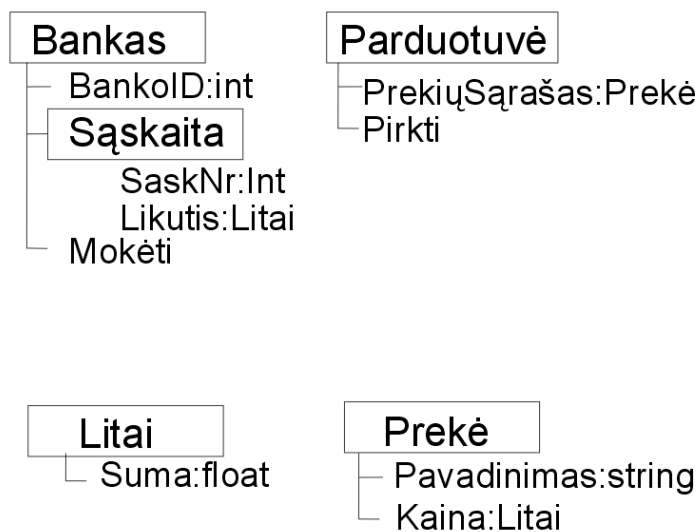 Bankas
BankoID:int
Sąskaita
SaskNr:Int
Likutis:Litai
Mokėti
Parduotuvė
PrekiųSąrašas:Prekė
Pirkti
Litai
Suma:float
Prekė
Pavadinimas:string
Kaina:Litai